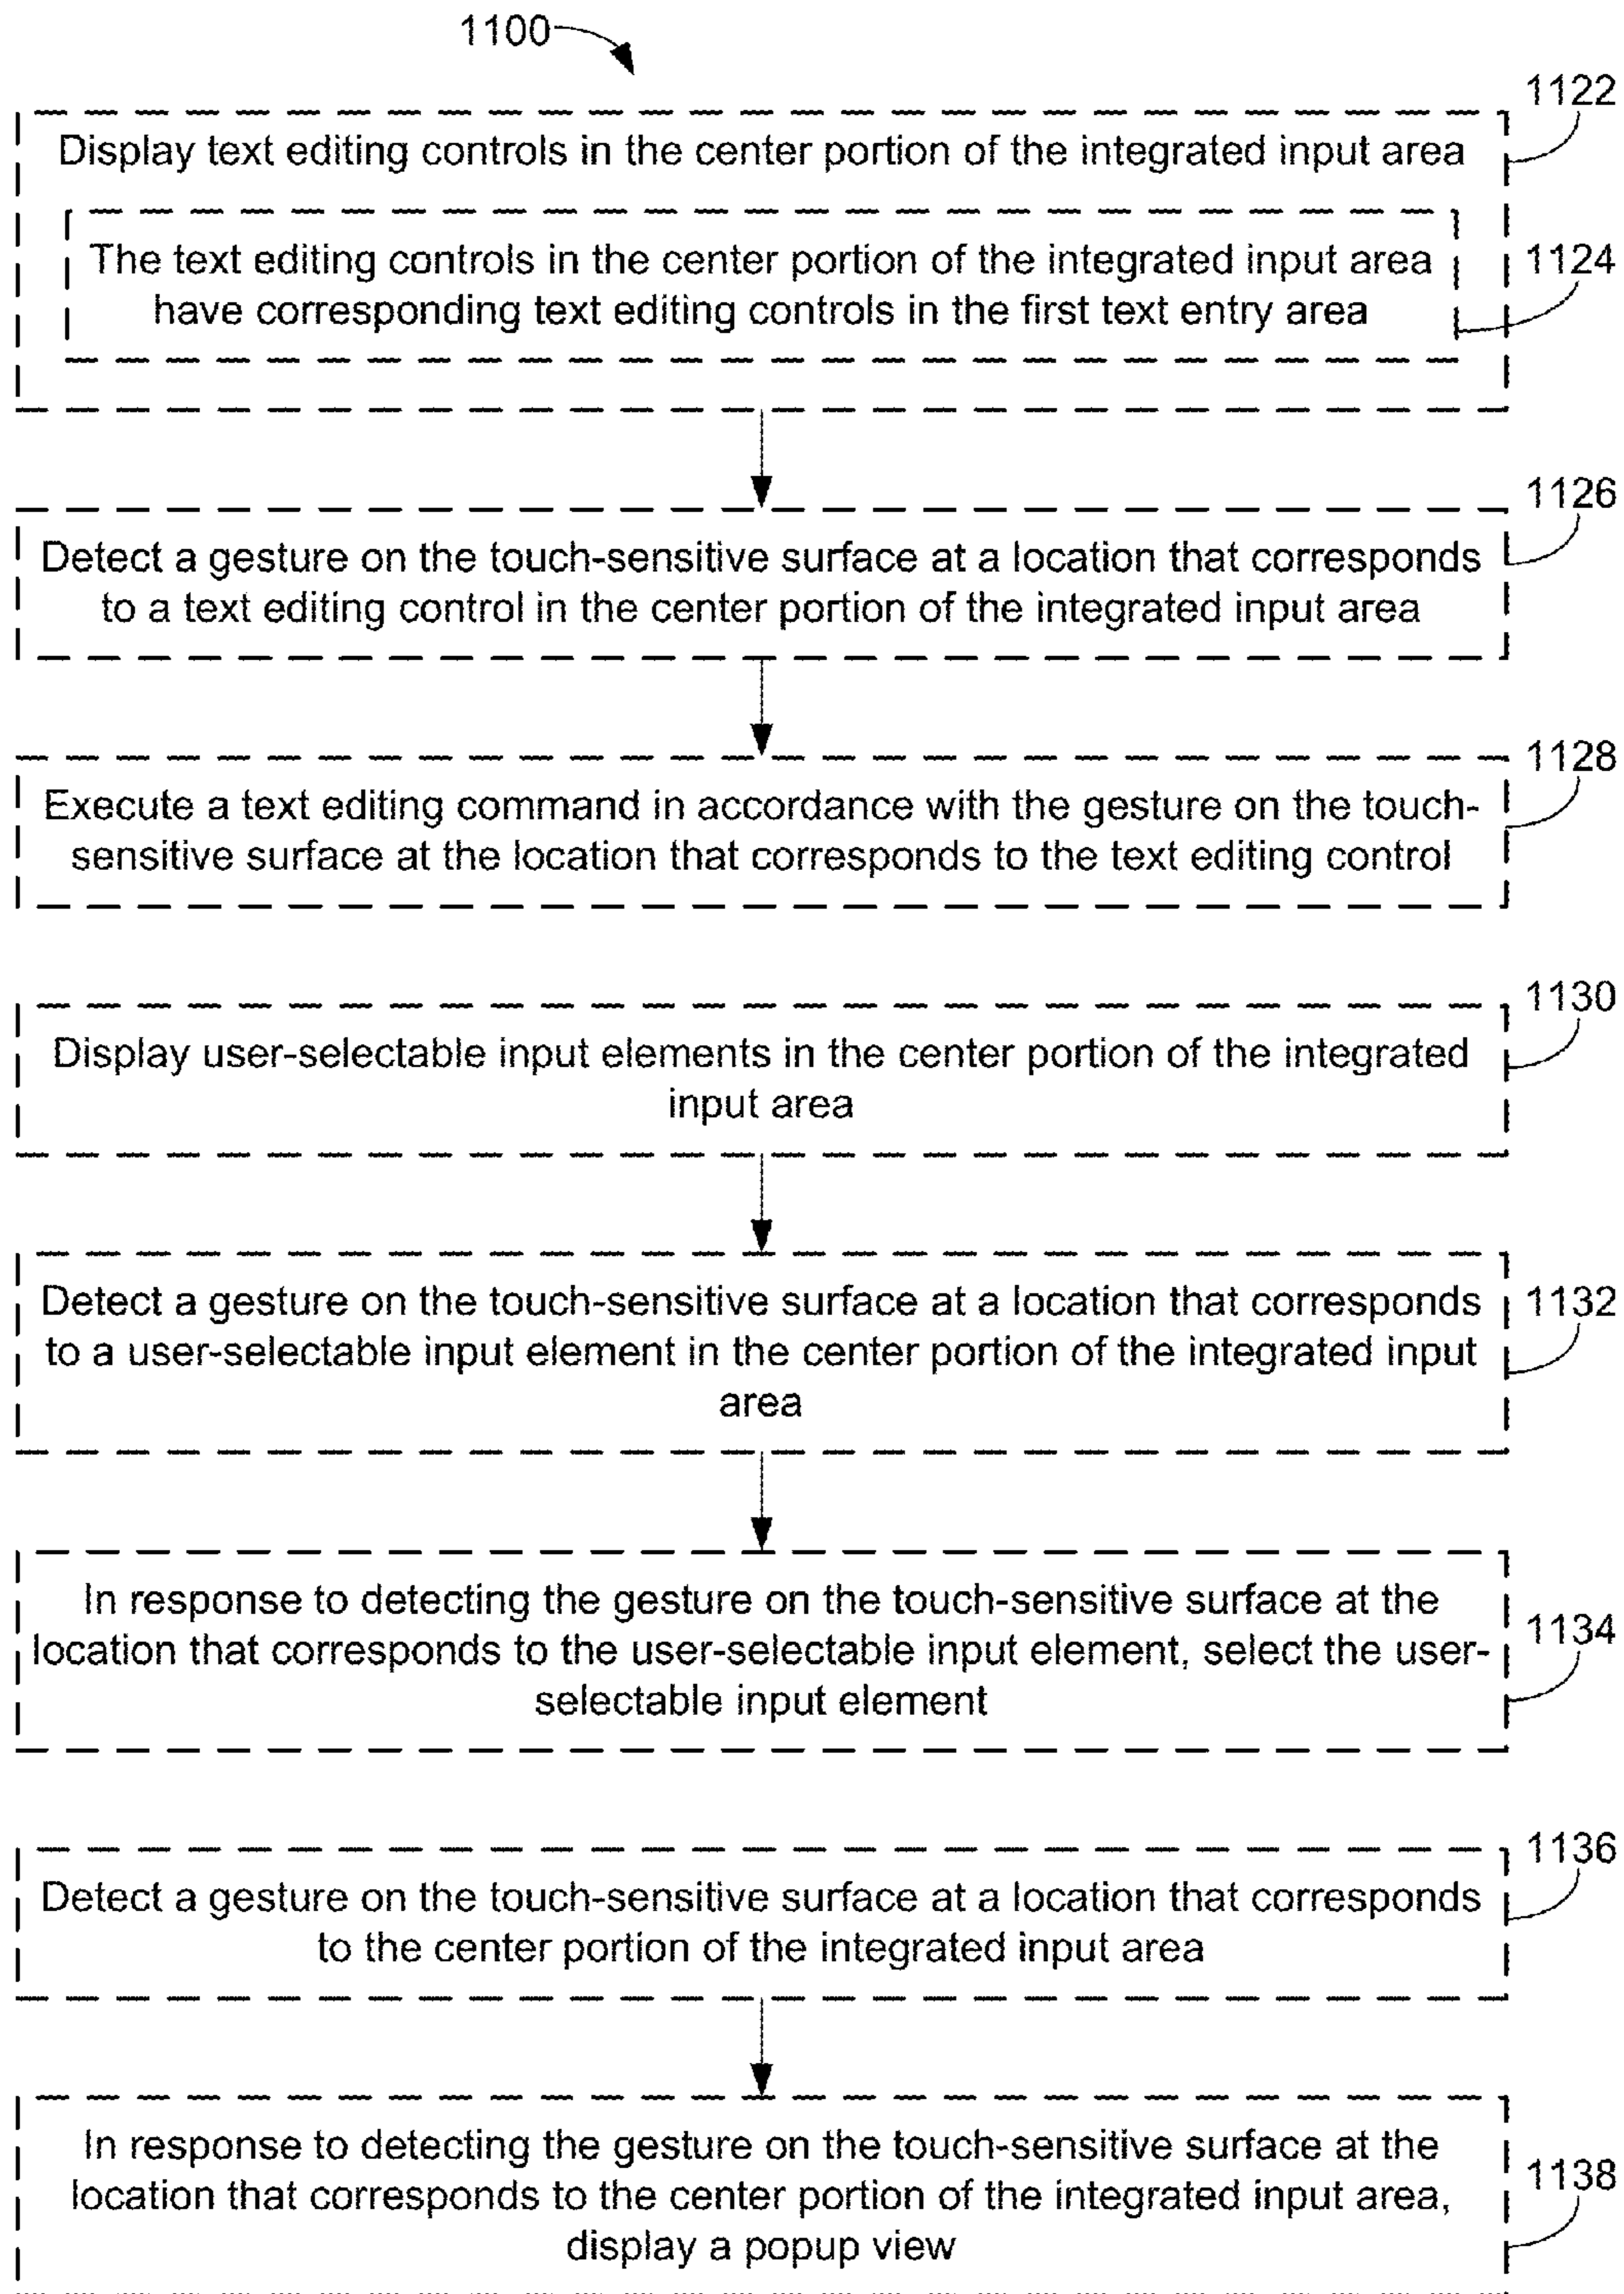 1100
1122
Display text editing controls in the center portion of the integrated input area
The text editing controls in the center portion of the integrated input area
1124
have corresponding text editing controls in the first text entry area
1126
Detect a gesture on the touch-sensitive surface at a location that corresponds
to a text editing control in the center portion of the integrated input area
1128
Execute a text editing command in accordance with the gesture on the touch-
sensitive surface at the location that corresponds to the text editing control
1130
Display user-selectable input elements in the center portion of the integrated
input area
Detect a gesture on the touch-sensitive surface at a location that corresponds
1132
to a user-selectable input element in the center portion of the integrated input
area
In response to detecting the gesture on the touch-sensitive surface at the
1134
location that corresponds to the user-selectable input element, select the user-
selectable input element
1136
Detect a gesture on the touch-sensitive surface at a location that corresponds
to the center portion of the integrated input area
In response to detecting the gesture on the touch-sensitive surface at the
1138
location that corresponds to the center portion of the integrated input area,
display a popup view